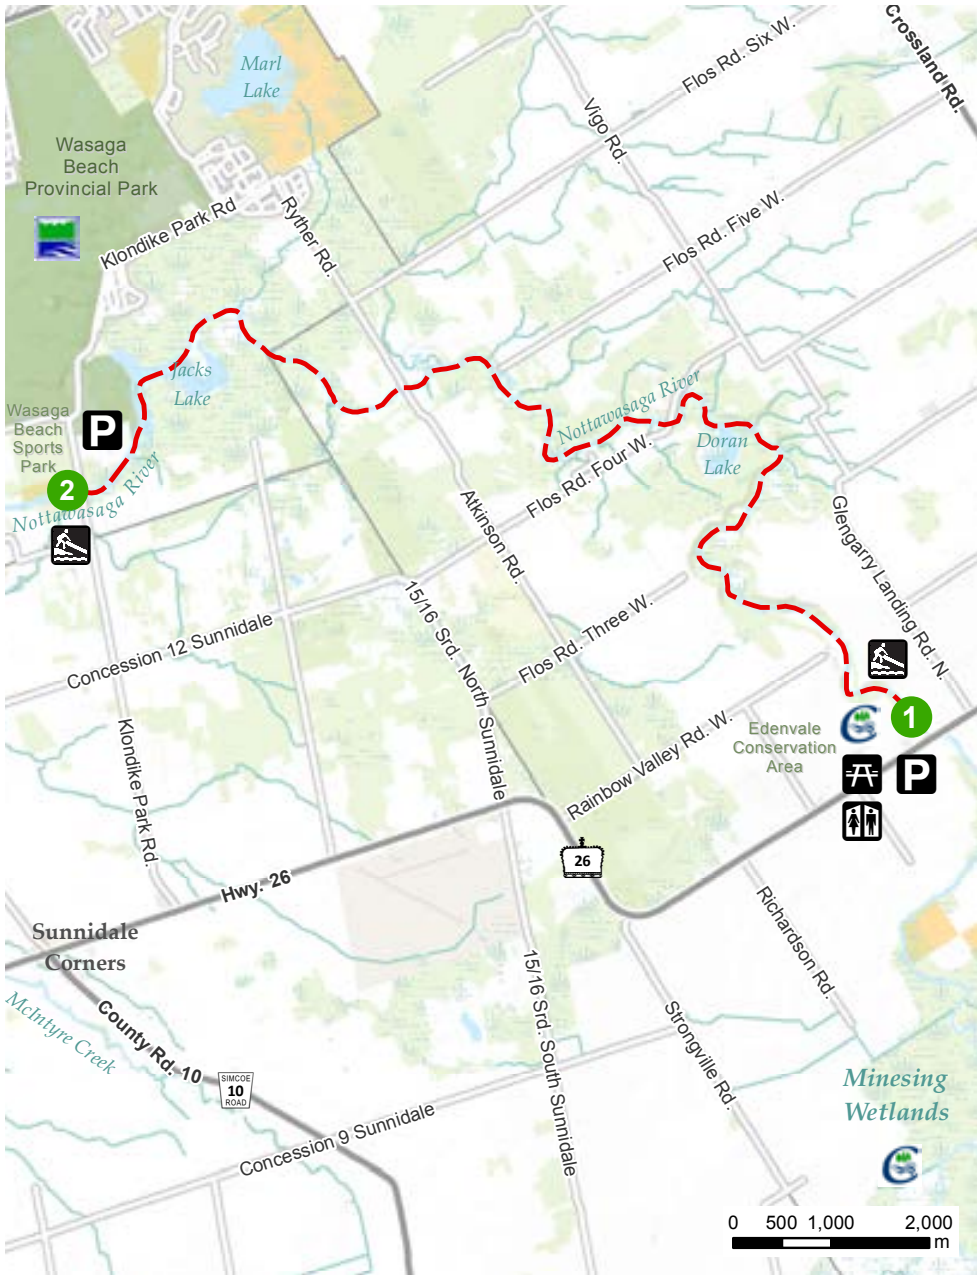 Crossland Rd.
Flos Rd. Six W.
Marl
Lake
Vigo Rd.
Wasaga
Beach
Provincial Park
Klondike Park Rd
Ryther Rd.
Flos Rd. Five W.
Jacks
Lake
Nottawasaga River
Wasaga
Beach
Sports
Park
P
Doran
Lake
2
Nottawasaga River
Flos Rd. Four W.
Atkinson Rd.
Glengarry Landing Rd. N.
15/16 Srd. North Sunnidale
Flos Rd. Three W.
Concession 12 Sunnidale
Klondike Park Rd.
1
Edenvale
Conservation
Area
Rainbow Valley Rd. W.
P
26
Hwy. 26
Richardson Rd.
Sunnidale
Corners
15/16 Srd. South Sunnidale
McIntyre Creek
County Rd. 10
Strongville Rd.
SIMCOE
10
ROAD
Minesing
Wetlands
Concession 9 Sunnidale
0 500 1,000 2,000
m